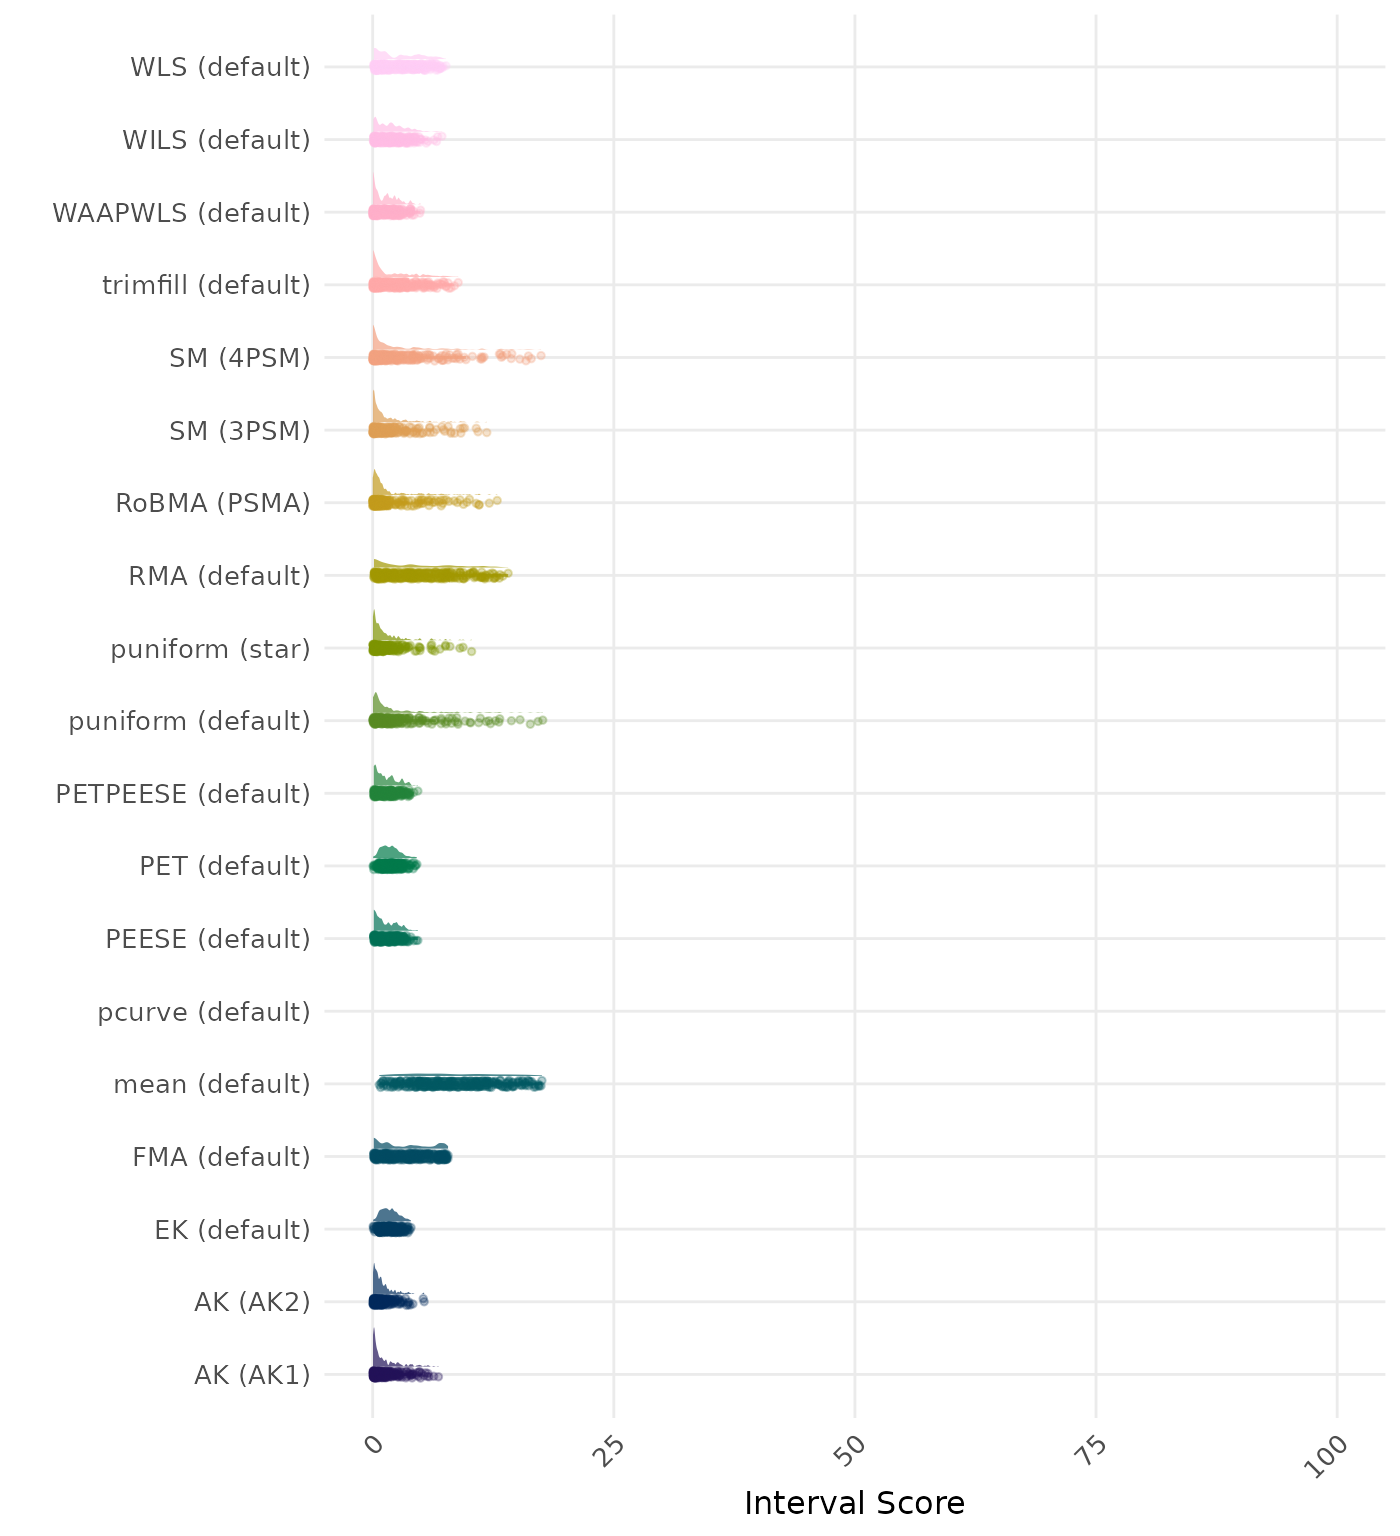 WLS (default)
WILS (default)
WAAPWLS (default)
trimfill (default)
SM (4PSM)
SM (3PSM)
RoBMA (PSMA)
RMA (default)
puniform (star)
puniform (default)
PETPEESE (default)
PET (default)
PEESE (default)
pcurve (default)
mean (default)
FMA (default)
EK (default)
AK (AK2)
AK (AK1)
0 25 50 75 100
Interval Score